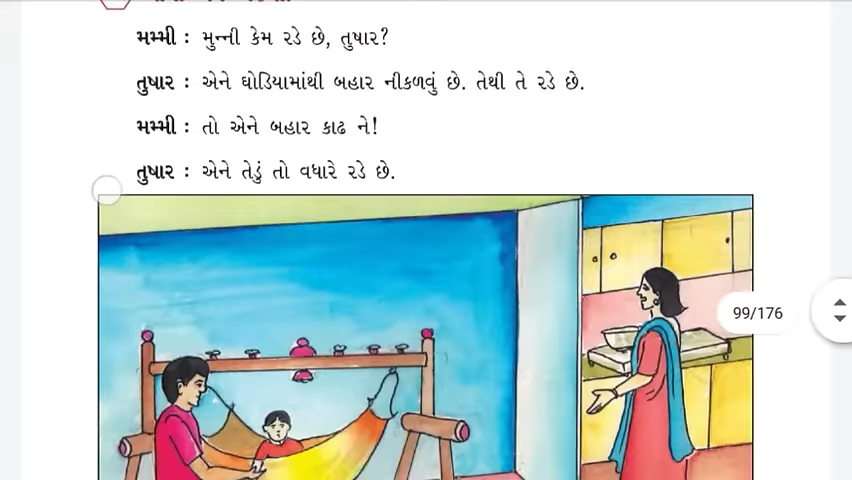 મમ્મી : મુન્ની કેમ રડે છે, તુષાર?
તુષાર : એને ઘોડિયામાંથી બહાર નીકળવું છે. તેથી તે રડે છે.
મમ્મી : તો એને બહાર કાઢ ને!
તુષાર : એને તેડું તો વધારે રડે છે.
99/176